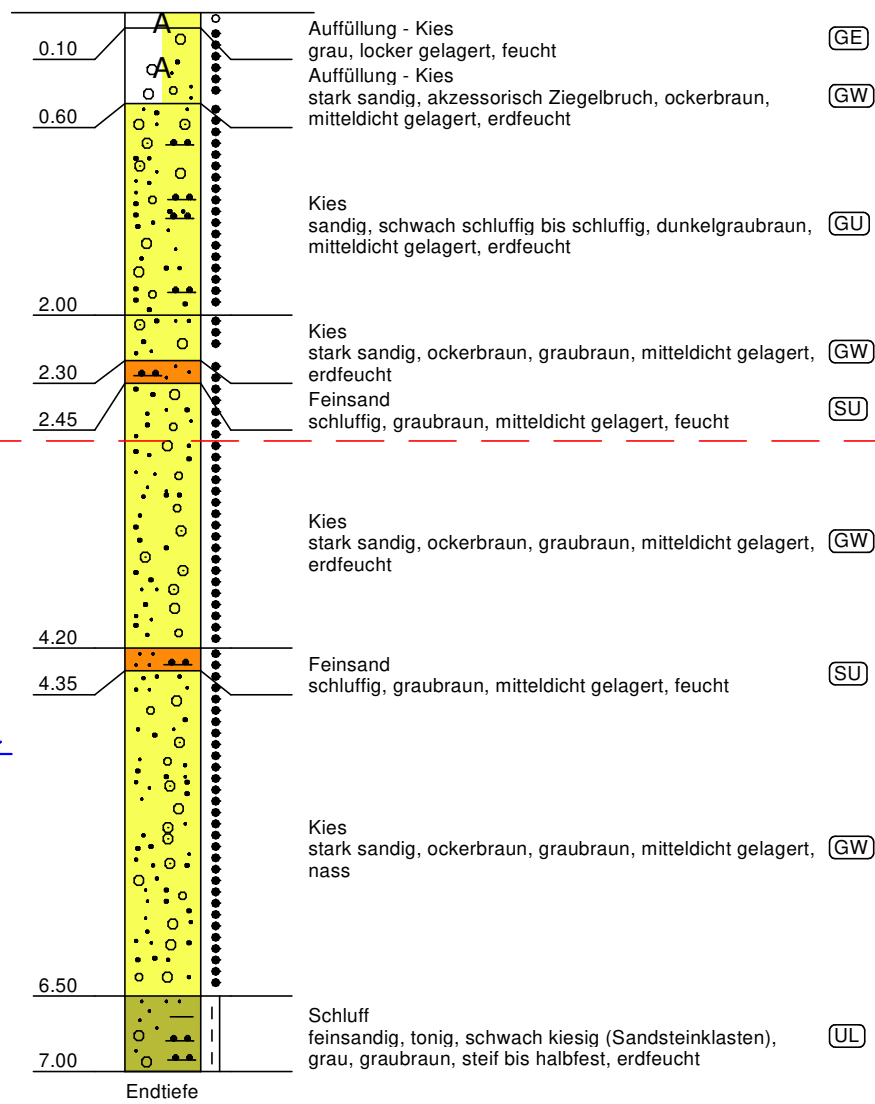 A
Auffüllung - Kies
grau, locker gelagert, feucht
GE
0.10
A
Auffüllung - Kies
stark sandig, akzessorisch Ziegelbruch, ockerbraun,
mitteldicht gelagert, erdfeucht
GW
0.60
Kies
sandig, schwach schluffig bis schluffig, dunkelgraubraun,
mitteldicht gelagert, erdfeucht
GU
2.00
Kies
stark sandig, ockerbraun, graubraun, mitteldicht gelagert,
erdfeucht
GW
2.30
Feinsand
schluffig, graubraun, mitteldicht gelagert, feucht
SU
2.45
Kies
stark sandig, ockerbraun, graubraun, mitteldicht gelagert,
erdfeucht
GW
4.20
Feinsand
schluffig, graubraun, mitteldicht gelagert, feucht
SU
4.35
Kies
stark sandig, ockerbraun, graubraun, mitteldicht gelagert,
nass
GW
6.50
Schluff
feinsandig, tonig, schwach kiesig (Sandsteinklasten),
grau, graubraun, steif bis halbfest, erdfeucht
UL
7.00
Endtiefe